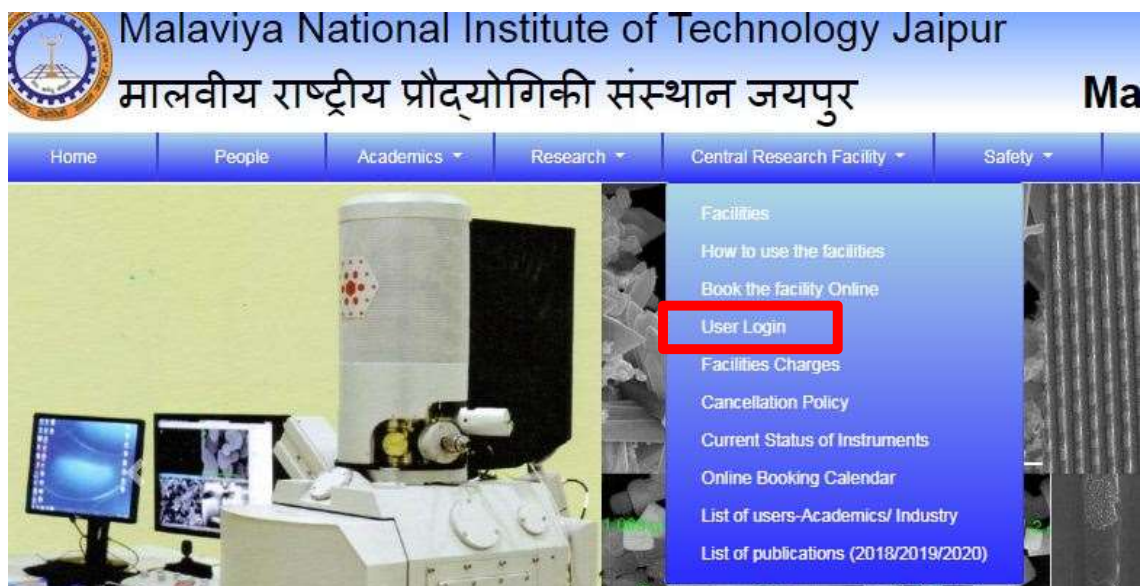 Malaviya National Institute of Technology Jaipur
मालवीय राष्ट्रीय प्रौद्योगिकी संस्थान जयपुर
Ma
Home People Academics Research Central Research Facility Safety
Facilities
How to use the facilities
Book the facility Online
User Login
Facilities Charges
Cancellation Policy
Current Status of Instruments
Online Booking Calendar
List of users-Academics/ Industry
List of publications (2018/2019/2020)